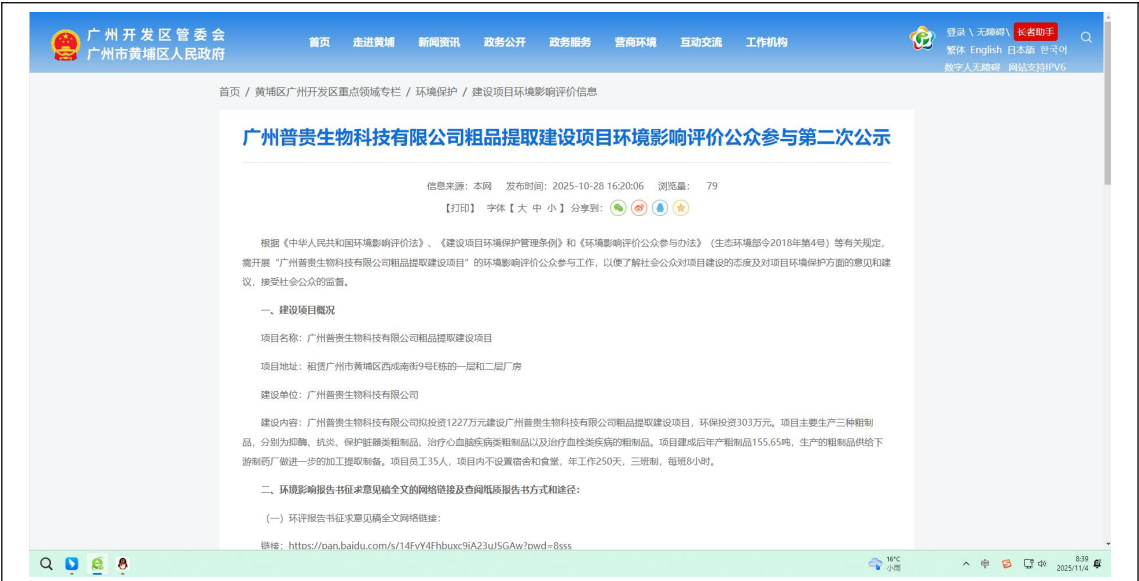 广州开发区管委会
广州市黄埔区人民政府
首页 走进黄埔 新闻资讯 政务公开 政务服务 营商环境 互动交流 工作机构
登录 \ 无障碍\ 长者助手
繁体 English 日本語 한국어
数字人无障碍 网站支持IPV6
首页 / 黄埔区广州开发区重点领域专栏 / 环境保护 / 建设项目环境影响评价信息
广州普贵生物科技有限公司粗品提取建设项目环境影响评价公众参与第二次公示
信息来源：本网 发布时间：2025-10-28 16:20:06 浏览量： 79
【打印】 字体【 大 中 小 】 分享到：
根据《中华人民共和国环境影响评价法》、《建设项目环境保护管理条例》和《环境影响评价公众参与办法》（生态环境部令2018年第4号）等有关规定，
需开展“广州普贵生物科技有限公司粗品提取建设项目”的环境影响评价公众参与工作，以便了解社会公众对项目建设的态度及对项目环境保护方面的意见和建
议，接受社会公众的监督。
一、建设项目概况
项目名称：广州普贵生物科技有限公司粗品提取建设项目
项目地址：租赁广州市黄埔区西成南街9号E栋的一层和二层厂房
建设单位：广州普贵生物科技有限公司
建设内容：广州普贵生物科技有限公司拟投资1227万元建设广州普贵生物科技有限公司粗品提取建设项目，环保投资303万元。项目主要生产三种粗制
品，分别为抑酶、抗炎、保护脏器类粗制品、治疗心血脑疾病类粗制品以及治疗血栓类疾病的粗制品。项目建成后年产粗制品155.65吨，生产的粗制品供给下
游制药厂做进一步的加工提取制备。项目员工35人，项目内不设置宿舍和食堂，年工作250天，三班制，每班8小时。
二、环境影响报告书征求意见稿全文的网络链接及查阅纸质报告书方式和途径：
（一）环评报告书征求意见稿全文网络链接：
链接：https://pan.baidu.com/s/14FvY4Fhbuxc9iA23uJSGAw?pwd=8sss
16°C
小雨
中
8:39
2025/11/4